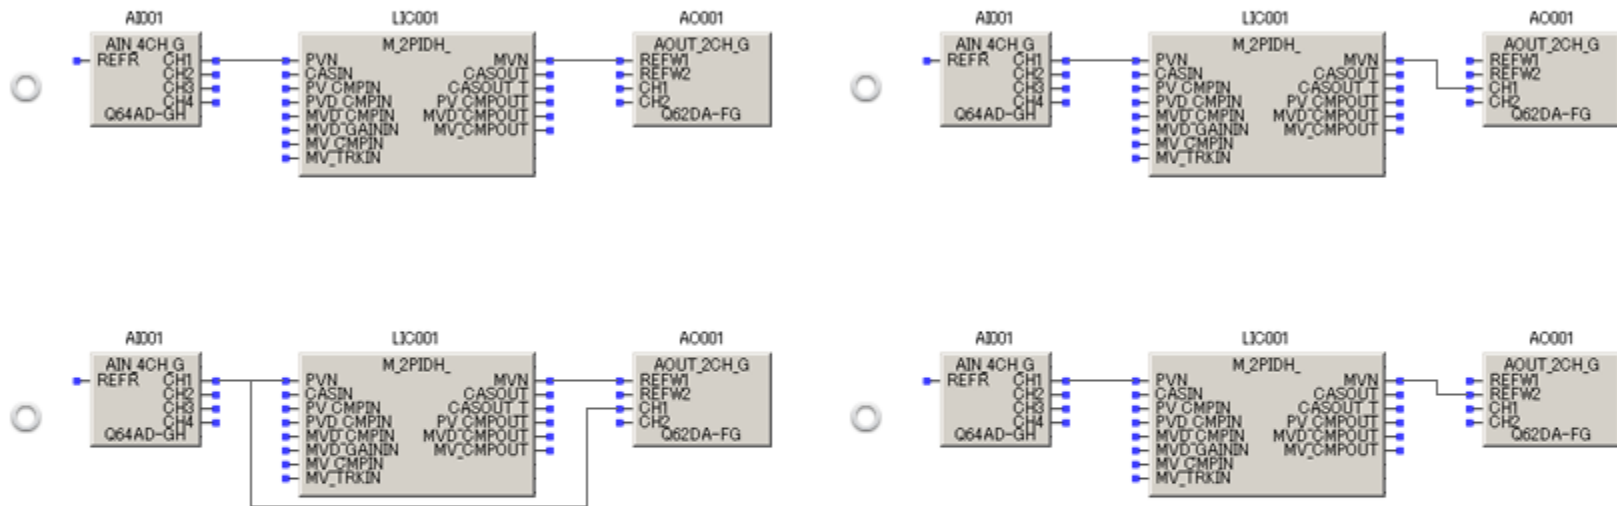 AI001 LIC001 AO001
AIN_4CH_G M_2PIDH_ AOUT_2CH_G
REFR CH1 PVN MVN REFW1
CH2 CASIN CASOUT REFW2
CH3 PV_CMPIN CASOUT_T CH1
CH4 PVD_CMPIN PV_CMPOUT CH2
Q64AD-GH MVD_CMPIN MVD_CMPOUT Q62DA-FG
MVD_GAININ MV_CMPOUT
MV_CMPIN
MV_TRKIN
AI001 LIC001 AO001
AIN_4CH_G M_2PIDH_ AOUT_2CH_G
REFR CH1 PVN MVN REFW1
CH2 CASIN CASOUT REFW2
CH3 PV_CMPIN CASOUT_T CH1
CH4 PVD_CMPIN PV_CMPOUT CH2
Q64AD-GH MVD_CMPIN MVD_CMPOUT Q62DA-FG
MVD_GAININ MV_CMPOUT
MV_CMPIN
MV_TRKIN
AI001 LIC001 AO001
AIN_4CH_G M_2PIDH_ AOUT_2CH_G
REFR CH1 PVN MVN REFW1
CH2 CASIN CASOUT REFW2
CH3 PV_CMPIN CASOUT_T CH1
CH4 PVD_CMPIN PV_CMPOUT CH2
Q64AD-GH MVD_CMPIN MVD_CMPOUT Q62DA-FG
MVD_GAININ MV_CMPOUT
MV_CMPIN
MV_TRKIN
AI001 LIC001 AO001
AIN_4CH_G M_2PIDH_ AOUT_2CH_G
REFR CH1 PVN MVN REFW1
CH2 CASIN CASOUT REFW2
CH3 PV_CMPIN CASOUT_T CH1
CH4 PVD_CMPIN PV_CMPOUT CH2
Q64AD-GH MVD_CMPIN MVD_CMPOUT Q62DA-FG
MVD_GAININ MV_CMPOUT
MV_CMPIN
MV_TRKIN